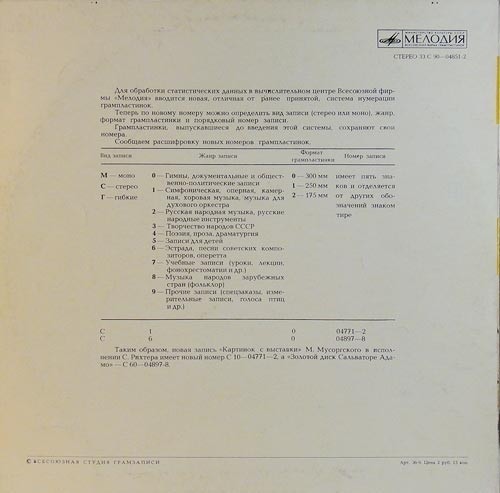 МЕЛОДИЯ
СТЕРЕО 33 С 90—04851-2
Для обработки статистических данных в вычислительном центре Всесоюзной фир-
мы «Мелодия» вводится новая, отличная от ранее принятой, система нумерации
грампластинок.
Теперь по новому номеру можно определить вид записи (стерео или моно), жанр,
формат грампластинки и порядковый номер записи.
Грампластинки, выпускавшиеся до введения этой системы, сохраняют свои
номера.
Сообщаем расшифровку новых номеров грампластинок.
Вид записи Жанр записи Формат грампластинки Номер записи
М — моно 0 — Гимны, документальные и общест- 0 — 300 мм имеет пять зна-
С — стерео венно-политические записи 1 — 250 мм ков и отделяется
Г — гибкие 1 — Симфоническая, оперная, камер- 2 — 175 мм от других обо-
ная, хоровая музыка, музыка для значений знаком
духового оркестра тире
2 — Русская народная музыка, русские
народные инструменты
3 — Творчество народов СССР
4 — Поэзия, проза, драматургия
5 — Записи для детей
6 — Эстрада, песни советских компо-
зиторов, оперетта
7 — Учебные записи (уроки, лекции,
фонохрестоматии и др.)
8 — Музыка народов зарубежных
стран (фольклор)
9 — Прочие записи (спецзаказы, изме-
рительные записи, голоса птиц
и др.)
С 1 0 04771—2
С 6 0 04897—8
Таким образом, новая запись «Картинок с выставки» М. Мусоргского в испол-
нении С. Рихтера имеет новый номер С 10—04771—2, а «Золотой диск Сальваторе Ада-
мо» — С 60—04897-8.
© ВСЕСОЮЗНАЯ СТУДИЯ ГРАМЗАПИСИ
Цена 2 руб. 15 коп.